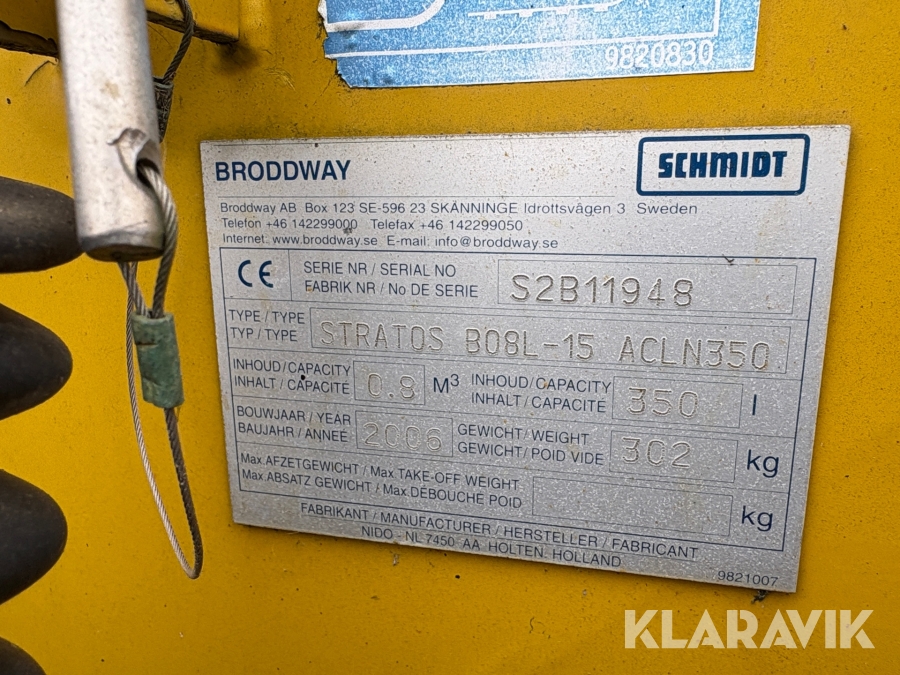 9820830
BRODDWAY
SCHMIDT
Broddway AB Box 123 SE-596 23 SKÄNNINGE Idrottsvägen 3 Sweden
Telefon +46 142299000 Telefax +46 142299050
Internet: www.broddway.se E-mail: info@broddway.se
CE
SERIE NR / SERIAL NO
FABRIK NR / No DE SERIE
S2B11948
TYPE / TYPE
TYP / TYPE
STRATOS B08L-15 ACLN350
INHOUD / CAPACITY
INHALT / CAPACITÉ
0.8 M³
INHOUD/CAPACITY
INHALT / CAPACITE
350 l
BOUWJAAR / YEAR
BAUJAHR / ANNÉE
2006
GEWICHT/WEIGHT
GEWICHT/POID VIDE
302 kg
Max.AFZETGEWICHT / Max.TAKE-OFF WEIGHT
Max.ABSATZ GEWICHT / Max.DÉBOUCHE POID
kg
FABRIKANT / MANUFACTURER / HERSTELLER / FABRICANT
NIDO - NL 7450 AA HOLTEN. HOLLAND
9821007
KLARAVIK